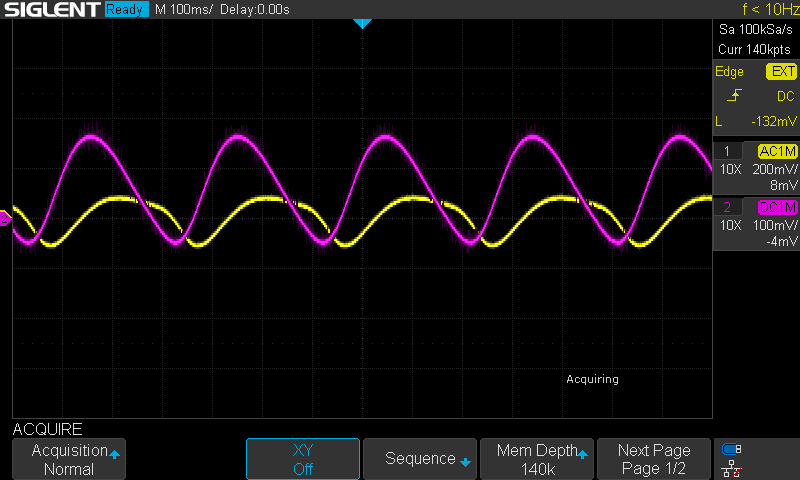 SIGLENT Ready M 100ms/ Delay:0.00s f < 10Hz
Sa 100kSa/s
Curr 140kpts
Edge EXT
DC
L -132mV
1 AC1M
10X 200mV/
8mV
2 DC1M
10X 100mV/
-4mV
2
Acquiring
ACQUIRE
Acquisition
Normal
XY
Off
Sequence
Mem Depth
140k
Next Page
Page 1/2